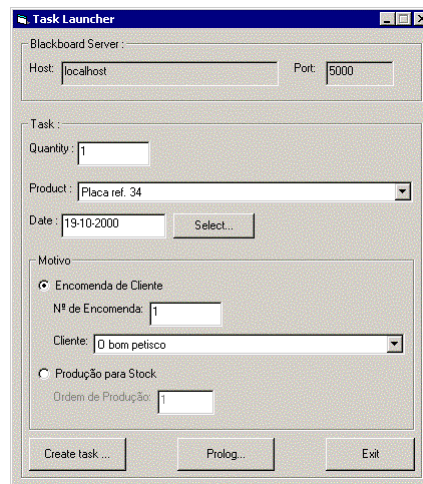 Task Launcher
Blackboard Server :
Host: localhost Port: 5000
Task :
Quantity : 1
Product : Placa ref. 34
Date : 19-10-2000 Select...
Motivo
Encomenda de Cliente
Nº de Encomenda: 1
Cliente: O bom petisco
Produção para Stock
Ordem de Produção: 1
Create task ... Prolog... Exit